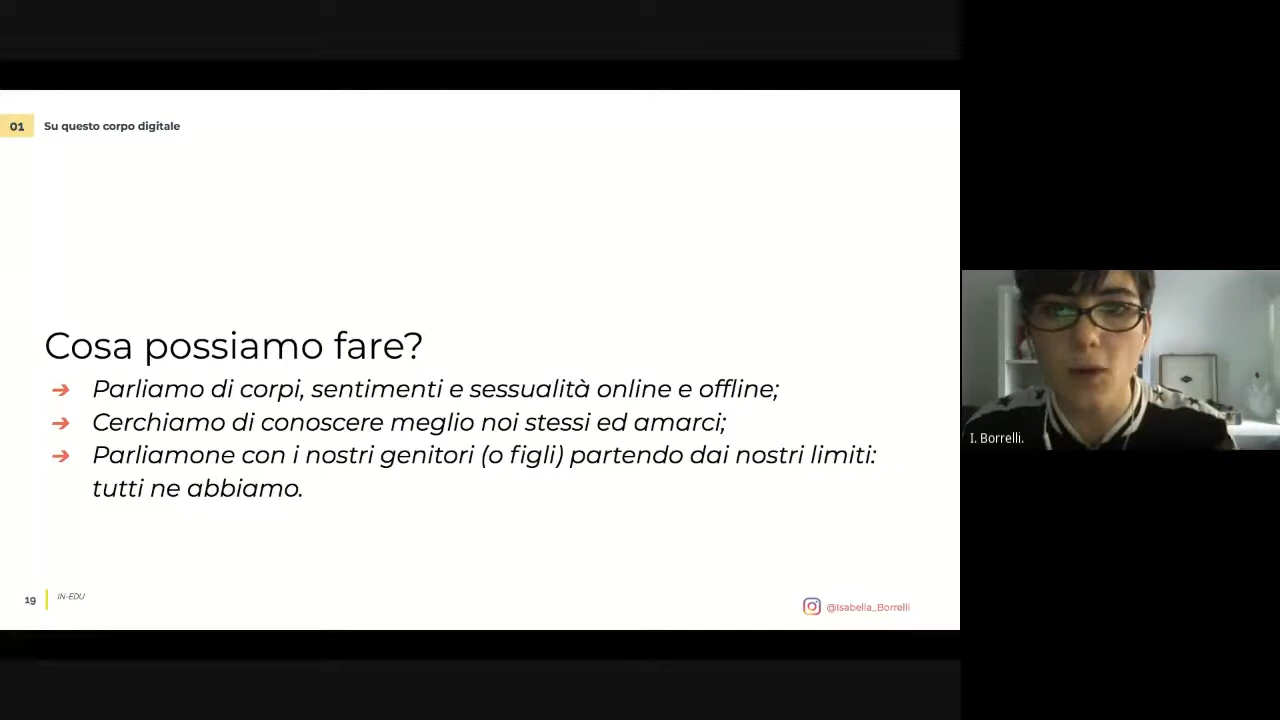 01 Su questo corpo digitale
Cosa possiamo fare?
➔ Parliamo di corpi, sentimenti e sessualità online e offline;
➔ Cerchiamo di conoscere meglio noi stessi ed amarci;
➔ Parliamone con i nostri genitori (o figli) partendo dai nostri limiti:
tutti ne abbiamo.
I. Borrelli.
19 IN-EDU
@Isabella_Borrelli